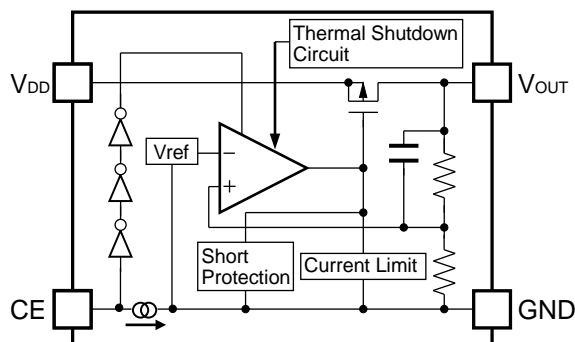 Thermal Shutdown
Circuit
VDD
VOUT
Vref
−
+
Short
Protection
Current Limit
CE
GND